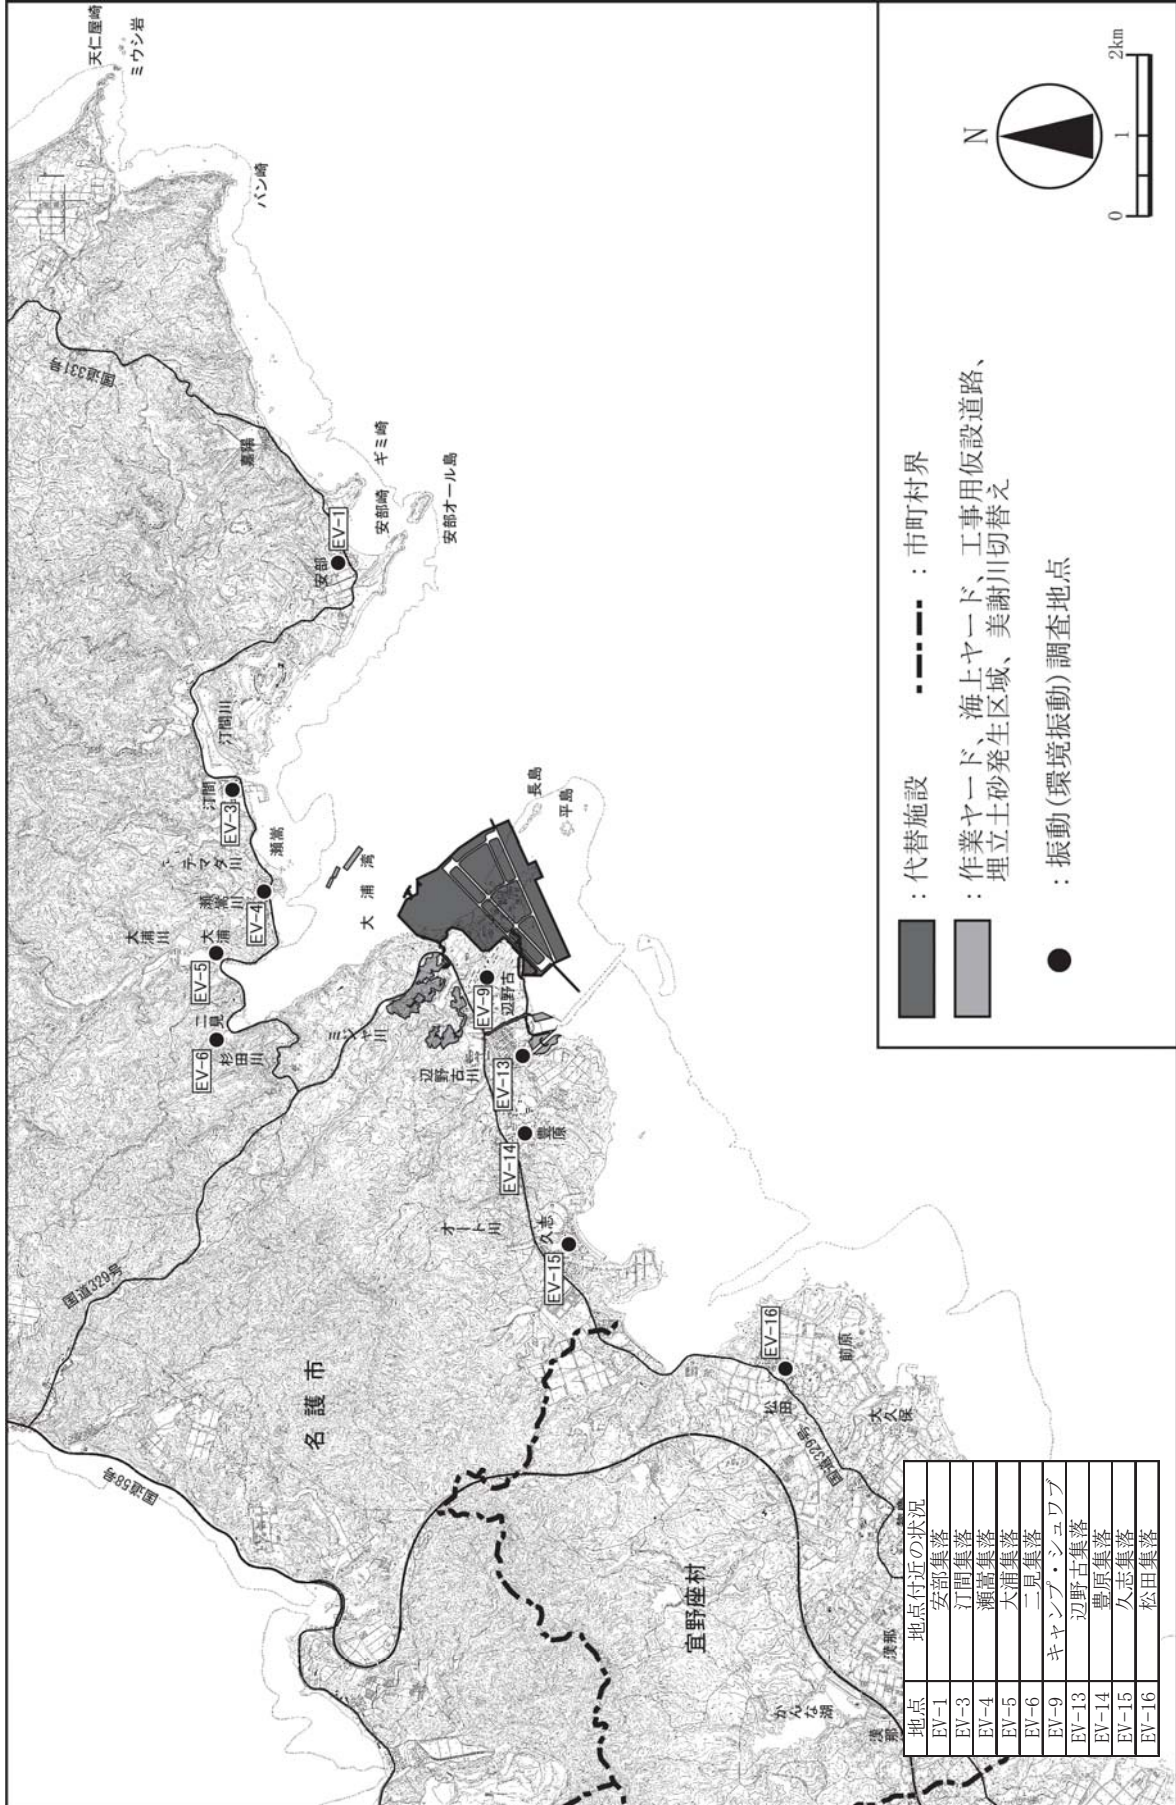 天仁屋崎
ミウシ岩
バン崎
国道331号
嘉陽
ギミ崎
安部崎
安部オール島
安部
EV-1
汀間川
汀間
EV-3
テマダ川
瀬嵩
瀬嵩川
EV-4
大浦川
大浦
EV-5
大浦湾
二見
EV-6
杉田川
長島
平島
EV-9
辺野古
辺野古川
EV-13
EV-14
豊原
オートリ川
久志
EV-15
国道329号
名護市
国道58号
EV-16
前原
松田
大久保
国道329号
宜野座村
漢那
かんな湖
漢那
N
0 1 2km
：代替施設
：市町村界
：作業ヤード、海上ヤード、工事用仮設道路、
埋立土砂発生区域、美謝川切替え
：振動(環境振動)調査地点
地点 地点付近の状況
EV-1 安部集落
EV-3 汀間集落
EV-4 瀬嵩集落
EV-5 大浦集落
EV-6 二見集落
EV-9 キャンプ・シュワブ
EV-13 辺野古集落
EV-14 豊原集落
EV-15 久志集落
EV-16 松田集落